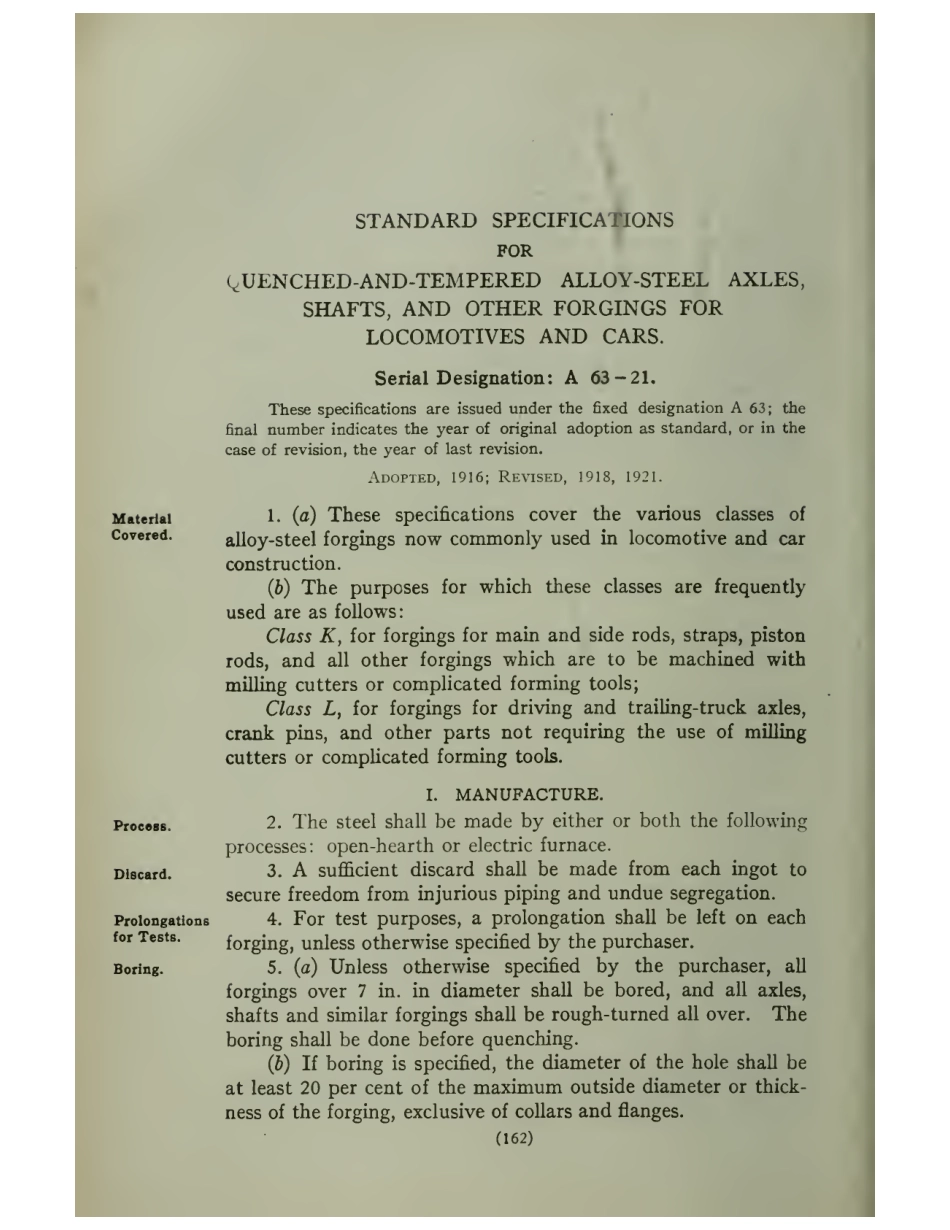 STANDARD SPECIFICATIONS
FOR
QUENCHED-AND-TEMPERED ALLOY-STEEL AXLES,
SHAFTS, AND OTHER FORGINGS FOR
LOCOMOTIVES AND CARS.
Serial Designation: A 63 – 21.
These specifications are issued under the fixed designation A 63; the
final number indicates the year of original adoption as standard, or in the
case of revision, the year of last revision.
ADOPTED, 1916; REVISED, 1918, 1921.
Material
Covered.
1. (a) These specifications cover the various classes of
alloy-steel forgings now commonly used in locomotive and car
construction.
(b) The purposes for which these classes are frequently
used are as follows:
Class K, for forgings for main and side rods, straps, piston
rods, and all other forgings which are to be machined with
milling cutters or complicated forming tools;
Class L, for forgings for driving and trailing-truck axles,
crank pins, and other parts not requiring the use of milling
cutters or complicated forming tools.
I. MANUFACTURE.
Process.
2. The steel shall be made by either or both the following
processes: open-hearth or electric furnace.
Discard.
3. A sufficient discard shall be made from each ingot to
secure freedom from injurious piping and undue segregation.
Prolongations
for Tests.
4. For test purposes, a prolongation shall be left on each
forging, unless otherwise specified by the purchaser.
Boring.
5. (a) Unless otherwise specified by the purchaser, all
forgings over 7 in. in diameter shall be bored, and all axles,
shafts and similar forgings shall be rough-turned all over. The
boring shall be done before quenching.
(b) If boring is specified, the diameter of the hole shall be
at least 20 per cent of the maximum outside diameter or thick-
ness of the forging, exclusive of collars and flanges.
(162)